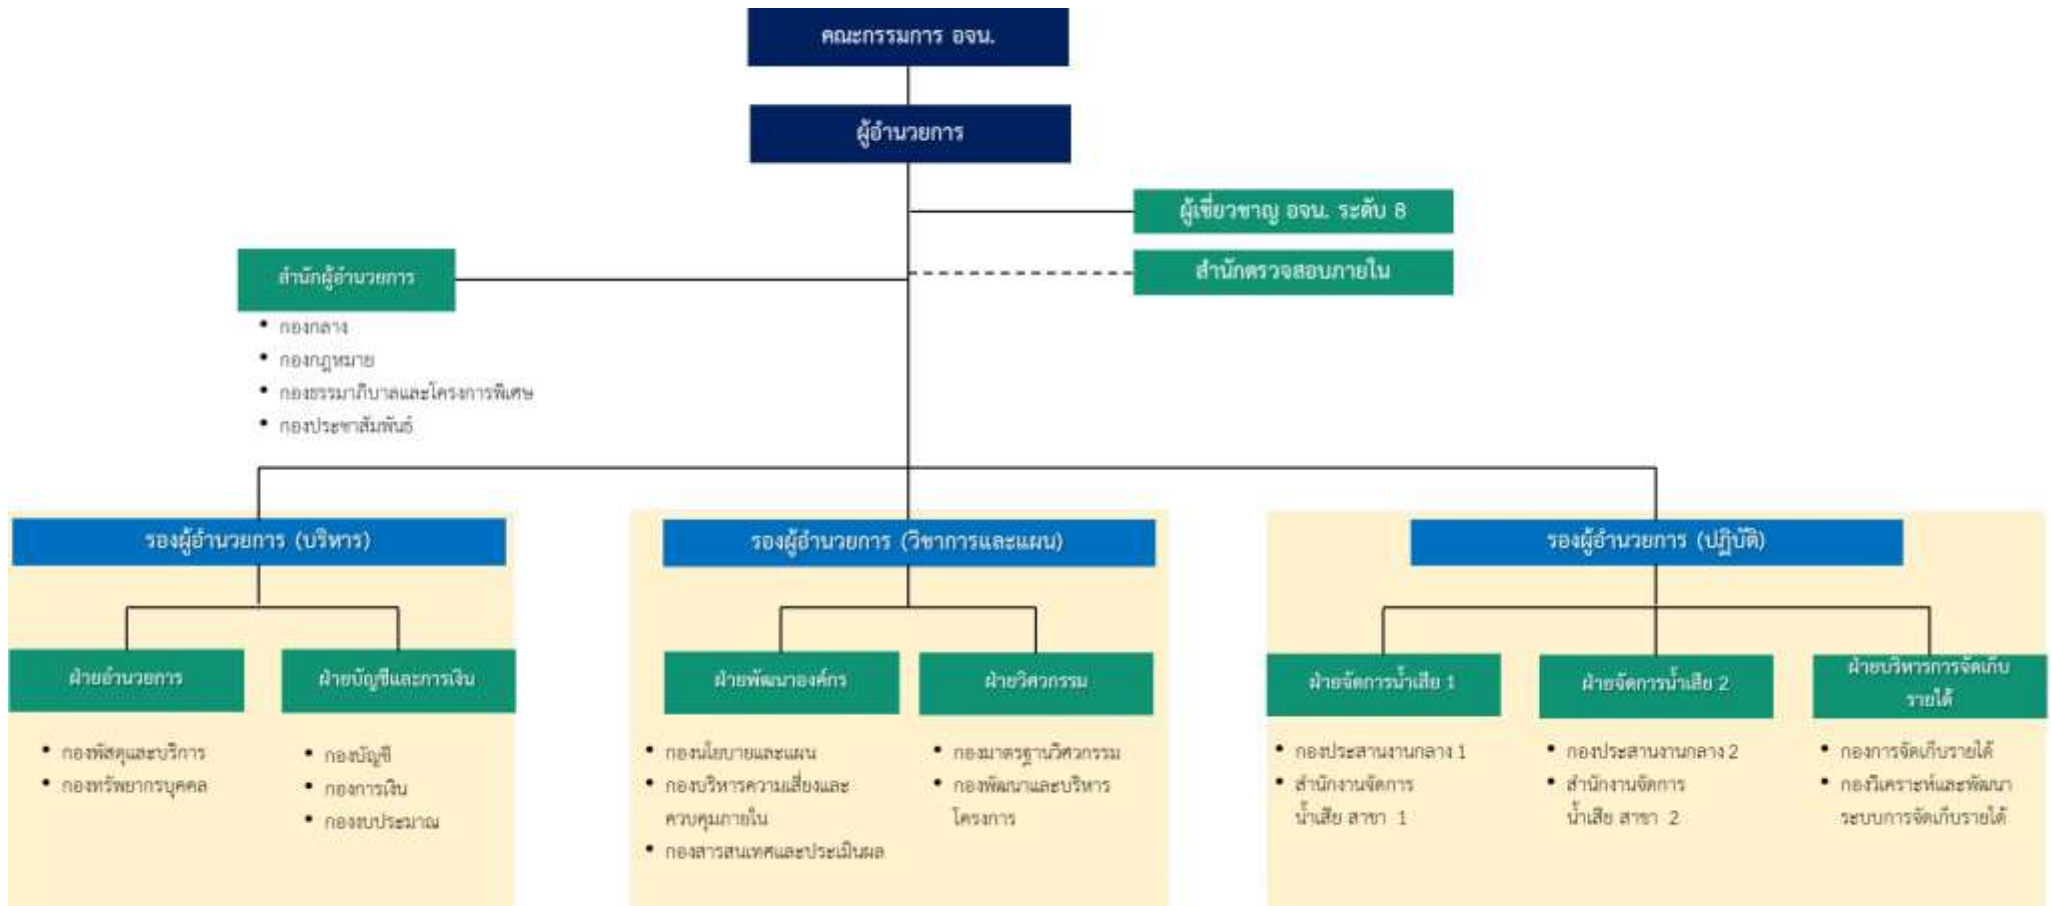 คณะกรรมการ อจน.
ผู้อำนวยการ
ผู้เชี่ยวชาญ อจน. ระดับ 8
สำนักตรวจสอบภายใน
สำนักผู้อำนวยการ
• กองกลาง
• กองกฎหมาย
• กองธรรมาภิบาลและโครงการพิเศษ
• กองประชาสัมพันธ์
รองผู้อำนวยการ (บริหาร)
ฝ่ายอำนวยการ
• กองพัสดุและบริการ
• กองทรัพยากรบุคคล
ฝ่ายบัญชีและการเงิน
• กองบัญชี
• กองการเงิน
• กองงบประมาณ
รองผู้อำนวยการ (วิชาการและแผน)
ฝ่ายพัฒนาองค์กร
• กองนโยบายและแผน
• กองบริหารความเสี่ยงและ
ควบคุมภายใน
• กองสารสนเทศและประเมินผล
ฝ่ายวิศวกรรม
• กองมาตรฐานวิศวกรรม
• กองพัฒนาและบริหาร
โครงการ
รองผู้อำนวยการ (ปฏิบัติ)
ฝ่ายจัดการน้ำเสีย 1
• กองประสานงานกลาง 1
• สำนักงานจัดการ
น้ำเสีย สาขา 1
ฝ่ายจัดการน้ำเสีย 2
• กองประสานงานกลาง 2
• สำนักงานจัดการ
น้ำเสีย สาขา 2
ฝ่ายบริหารการจัดเก็บ
รายได้
• กองการจัดเก็บรายได้
• กองวิเคราะห์และพัฒนา
ระบบการจัดเก็บรายได้